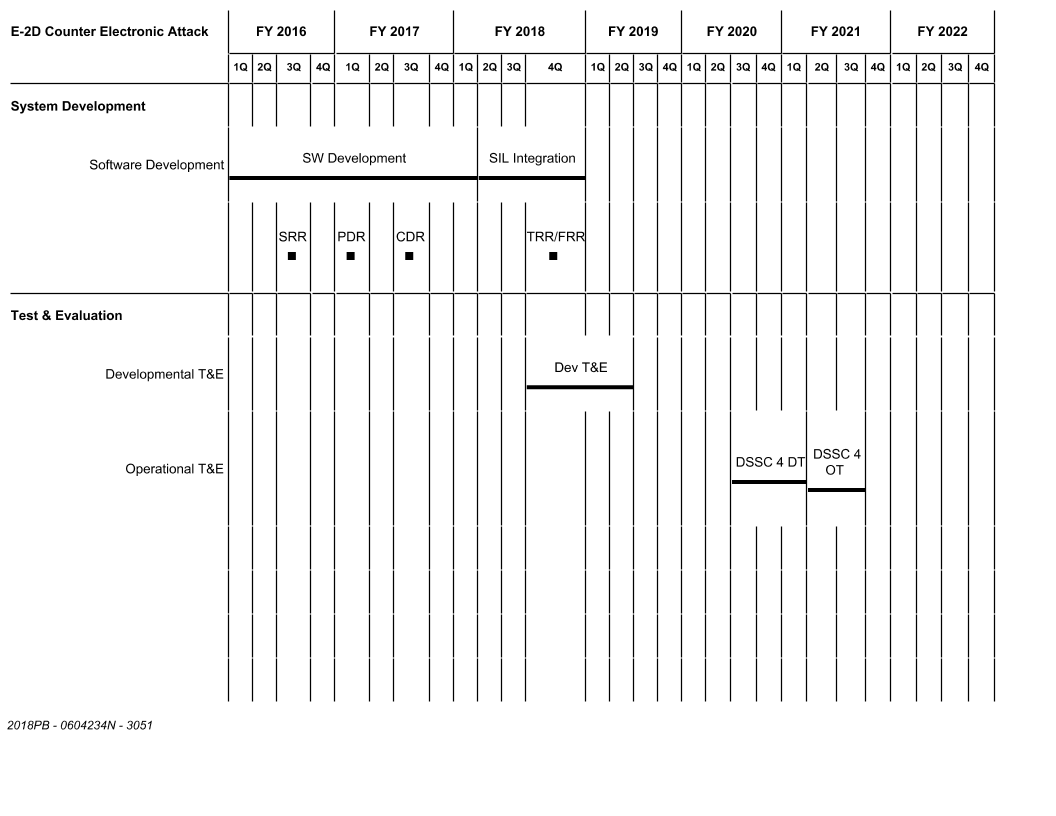 E-2D Counter Electronic Attack FY 2016 FY 2017 FY 2018 FY 2019 FY 2020 FY 2021 FY 2022
1Q 2Q 3Q 4Q 1Q 2Q 3Q 4Q 1Q 2Q 3Q 4Q 1Q 2Q 3Q 4Q 1Q 2Q 3Q 4Q 1Q 2Q 3Q 4Q 1Q 2Q 3Q 4Q
System Development
Software Development SW Development SIL Integration
SRR PDR CDR TRR/FRR
Test & Evaluation
Developmental T&E Dev T&E
Operational T&E DSSC 4 DT DSSC 4
OT
2018PB - 0604234N - 3051